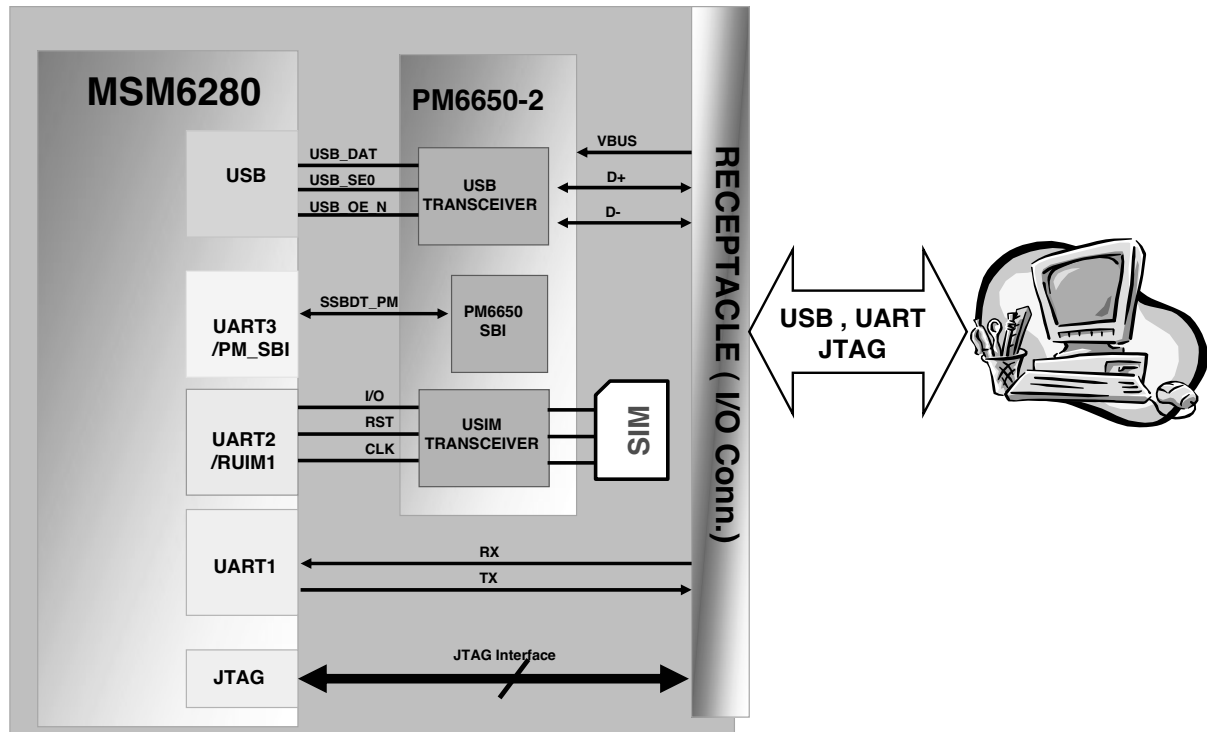 MSM6280
PM6650-2
USB
USB_DAT
USB_SE0
USB_OE_N
USB
TRANSCEIVER
VBUS
D+
D-
UART3
/PM_SBI
SSBDT_PM
PM6650
SBI
UART2
/RUIM1
I/O
RST
CLK
USIM
TRANSCEIVER
SIM
UART1
RX
TX
JTAG
JTAG Interface
RECEPTACLE ( I/O Conn.)
USB , UART
JTAG